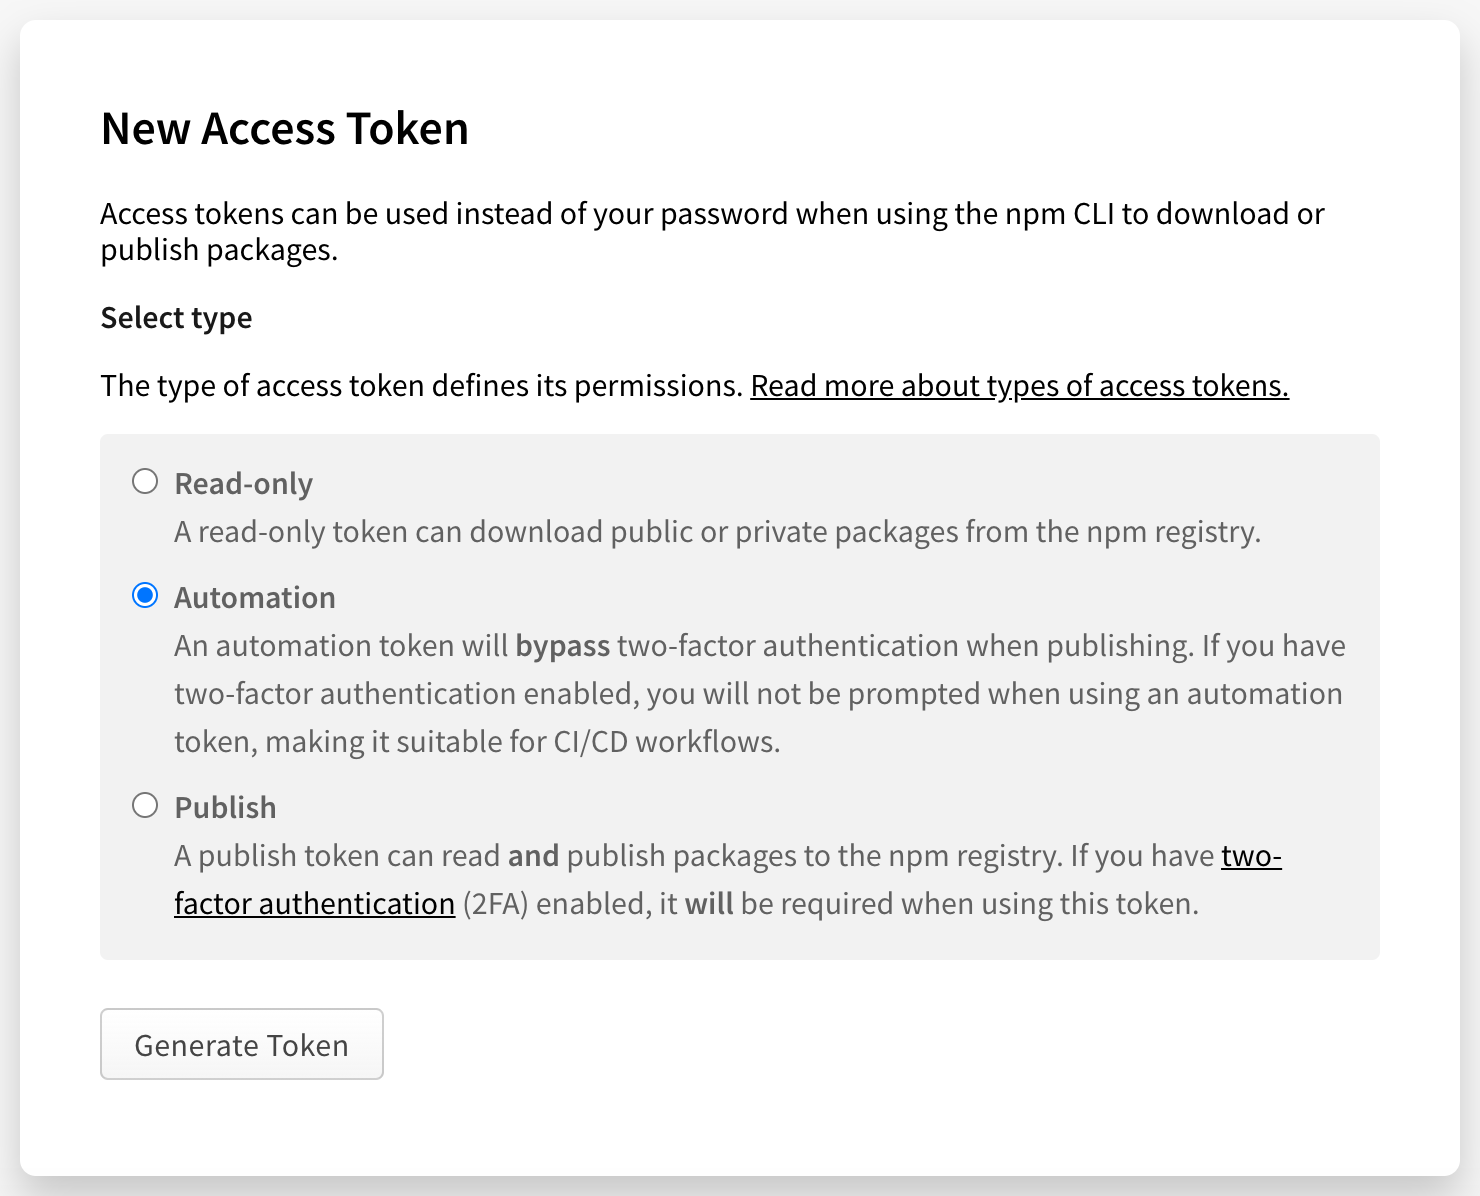 New Access Token
Access tokens can be used instead of your password when using the npm CLI to download or
publish packages.
Select type
The type of access token defines its permissions. Read more about types of access tokens.
Read-only
A read-only token can download public or private packages from the npm registry.
Automation
An automation token will bypass two-factor authentication when publishing. If you have
two-factor authentication enabled, you will not be prompted when using an automation
token, making it suitable for CI/CD workflows.
Publish
A publish token can read and publish packages to the npm registry. If you have two-
factor authentication (2FA) enabled, it will be required when using this token.
Generate Token